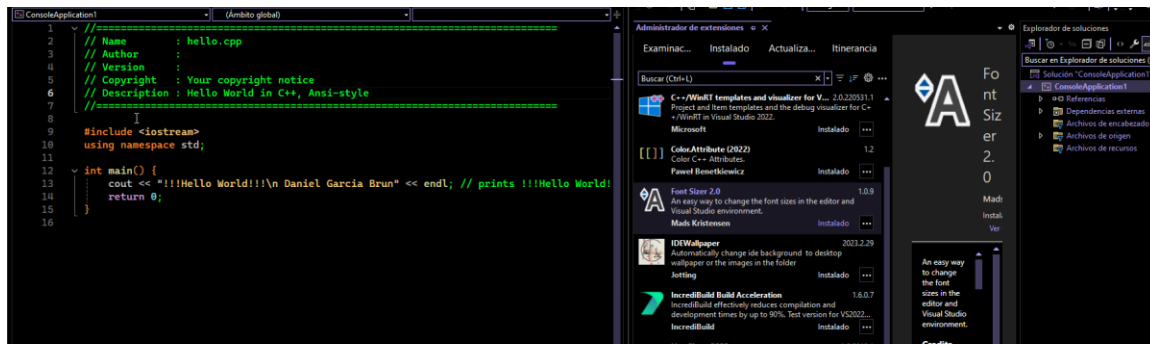 ConsoleApplication1
(Ámbito global)
1 //=
2 // Name : hello.cpp
3 // Author :
4 // Version :
5 // Copyright : Your copyright notice
6 // Description : Hello World in C++, Ansi-style
7 //=
8
9 #include <iostream>
10 using namespace std;
11
12 int main() {
13 cout << "!!!Hello World!!!\n Daniel Garcia Brun" << endl; // prints !!!Hello World!
14 return 0;
15 }
16
Administrador de extensiones
Examinac... Instalado Actualiza... Itinerancia
Buscar (Ctrl+L)
C++/WinRT templates and visualizer for V... 2.0.220531.1
Project and Item templates and the debug visualizer for C+
+/WinRT in Visual Studio 2022.
Microsoft Instalado
Color.Attribute (2022) 1.2
Color C++ Attributes.
Pawel Benetkiewicz Instalado
Font Sizer 2.0 1.0.9
An easy way to change the font sizes in the editor and
Visual Studio environment.
Mads Kristensen Instalado
IDEWallpaper 2023.2.29
Automatically change ide background to desktop
wallpaper or the images in the folder
Jotting Instalado
IncrediBuild Build Acceleration 1.6.0.7
IncrediBuild effectively reduces compilation and
development times by up to 90%. Test version for VS2022...
IncrediBuild Instalado
Fo
nt
Siz
er
2.
0
Mads
Instal
Ver
An easy way
to change
the font
sizes in the
editor and
Visual Studio
environment.
Credits
Explorador de soluciones
Buscar en Explorador de soluciones (
Solución "ConsoleApplication1
ConsoleApplication1
Referencias
Dependencias externas
Archivos de encabezado
Archivos de origen
Archivos de recursos